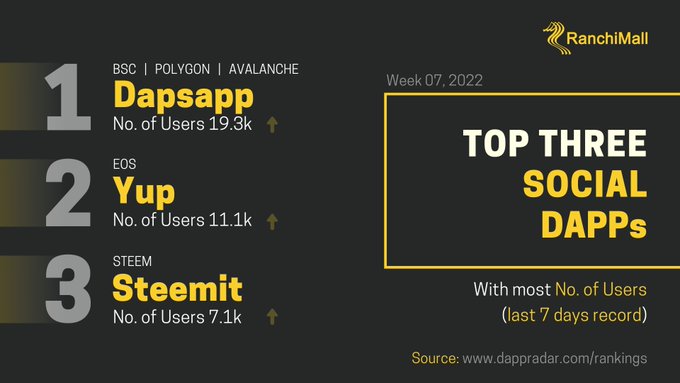 RanchiMall
1
BSC | POLYGON | AVALANCHE
Dapsapp
No. of Users 19.3k
2
EOS
Yup
No. of Users 11.1k
3
STEEM
Steemit
No. of Users 7.1k
Week 07, 2022
TOP THREE
SOCIAL
DAPPs
With most No. of Users
(last 7 days record)
Source: www.dappradar.com/rankings